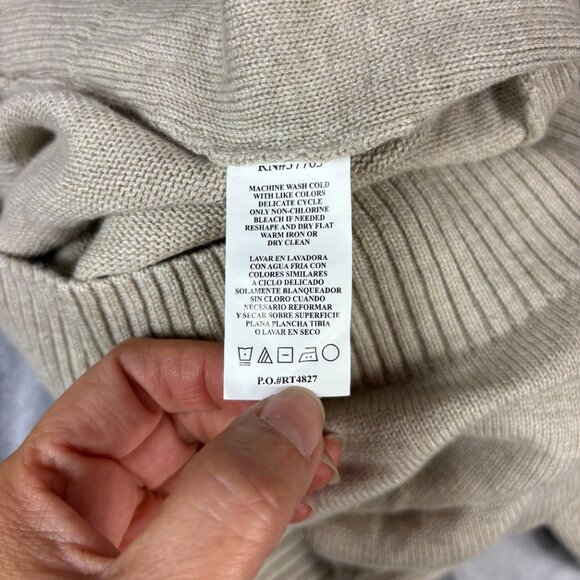 MACHINE WASH COLD
WITH LIKE COLORS
DELICATE CYCLE
ONLY NON-CHLORINE
BLEACH IF NEEDED
RESHAPE AND DRY FLAT
WARM IRON OR
DRY CLEAN
LAVAR EN LAVADORA
CON AGUA FRIA CON
COLORES SIMILARES
A CICLO DELICADO
SOLAMENTE BLANQUEADOR
SIN CLORO CUANDO
NECESARIO REFORMAR
Y SECAR SOBRE SUPERFICIE
PLANA PLANCHA TIBIA
O LAVAR EN SECO
P.O.#RT4827